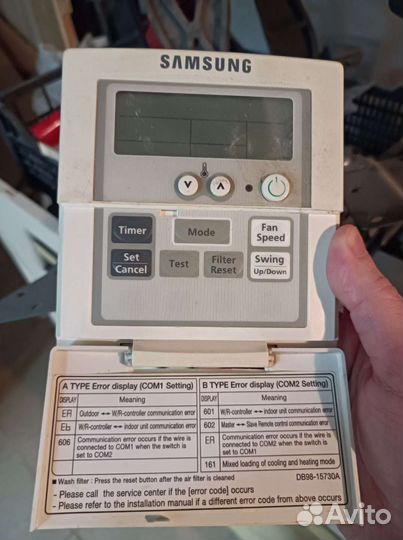 SAMSUNG
Timer
Mode
Fan Speed
Set Cancel
Test
Filter Reset
Swing Up/Down
A TYPE Error display (COM1 Setting)
DISPLAY Meaning
Er Outdoor ↔ W/R-controller communication error
Eb W/R-controller ↔ indoor unit communication error
606 Communication error occurs if the wire is
connected to COM1 when the switch is
set to COM2
B TYPE Error display (COM2 Setting)
DISPLAY Meaning
601 W/R-controller ↔ indoor unit communication error
602 Master ↔ Slave Remote control communication error
ER Communication error occurs if the wire is
connected to COM2 when the switch is
set to COM1
161 Mixed loading of cooling and heating mode
■ Wash filter : Press the reset button after the air filter is cleaned
DB98-15730A
- Please call the service center if the [error code] occurs
- Please refer to the installation manual if a different error code from above occurs
Avito